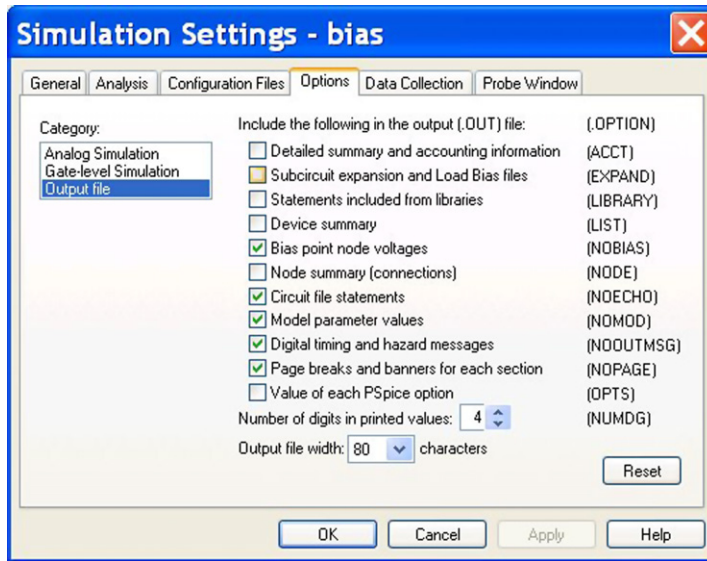 Simulation Settings - bias
General Analysis Configuration Files Options Data Collection Probe Window
Category:
Analog Simulation
Gate-level Simulation
Output file
Include the following in the output (.OUT) file: (.OPTION)
Detailed summary and accounting information (ACCT)
Subcircuit expansion and Load Bias files (EXPAND)
Statements included from libraries (LIBRARY)
Device summary (LIST)
Bias point node voltages (NOBIAS)
Node summary (connections) (NODE)
Circuit file statements (NOECHO)
Model parameter values (NOMOD)
Digital timing and hazard messages (NOOUTMSG)
Page breaks and banners for each section (NOPAGE)
Value of each PSpice option (OPTS)
Number of digits in printed values: 4 (NUMDG)
Output file width: 80 characters
Reset
OK Cancel Apply Help